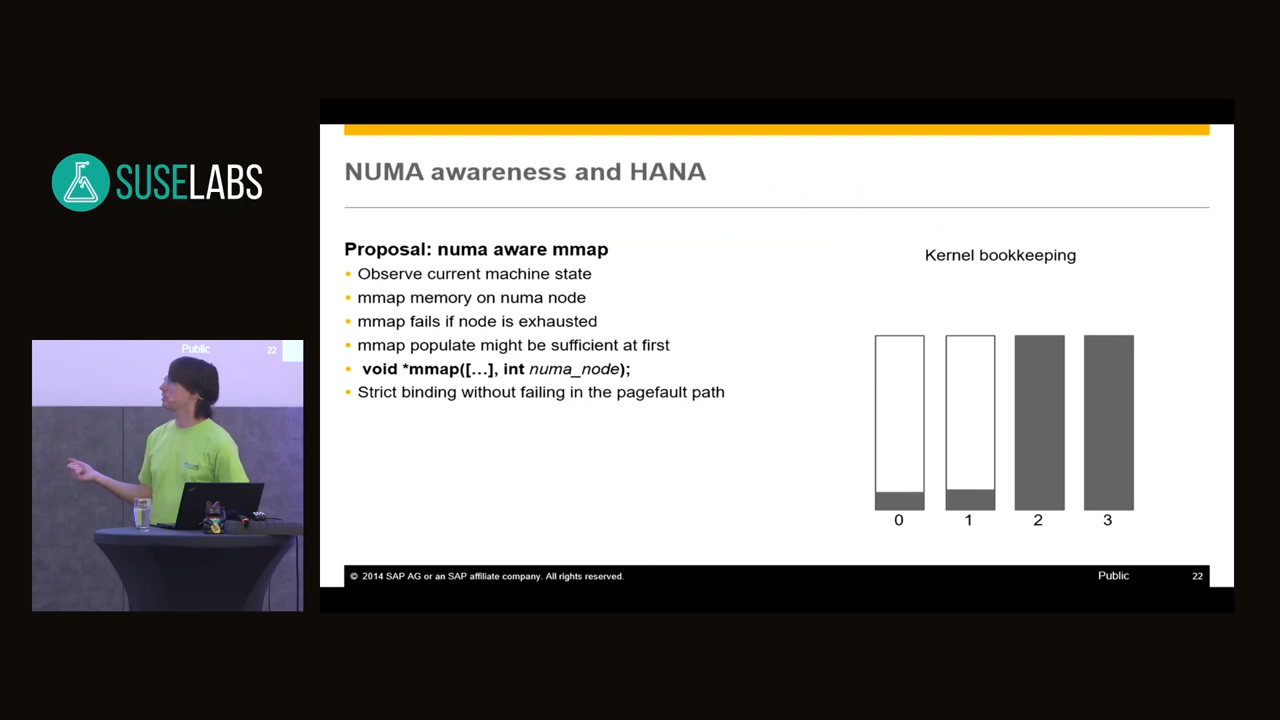 SUSELABS
NUMA awareness and HANA
Proposal: numa aware mmap
• Observe current machine state
• mmap memory on numa node
• mmap fails if node is exhausted
• mmap populate might be sufficient at first
• void *mmap([...], int numa_node);
• Strict binding without failing in the pagefault path
Kernel bookkeeping
0 1 2 3
© 2014 SAP AG or an SAP affiliate company. All rights reserved.
Public 22
Public 22